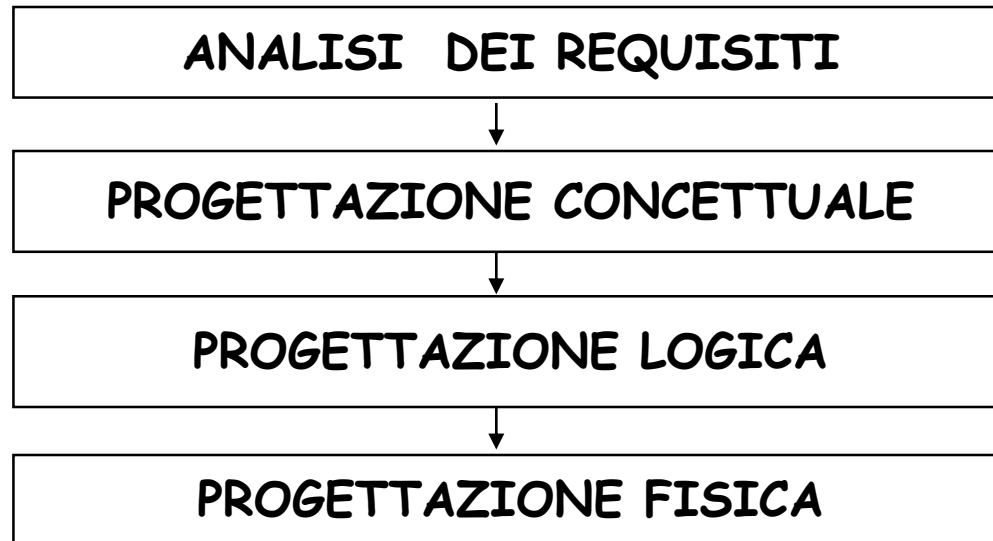 ANALISI DEI REQUISITI
PROGETTAZIONE CONCETTUALE
PROGETTAZIONE LOGICA
PROGETTAZIONE FISICA